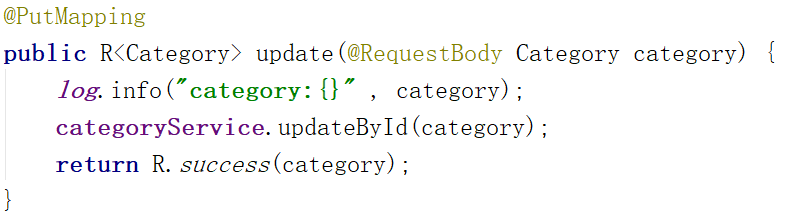 @PutMapping
public R<Category> update(@RequestBody Category category) {
    log.info("category:{}" , category);
    categoryService.updateById(category);
    return R.success(category);
}